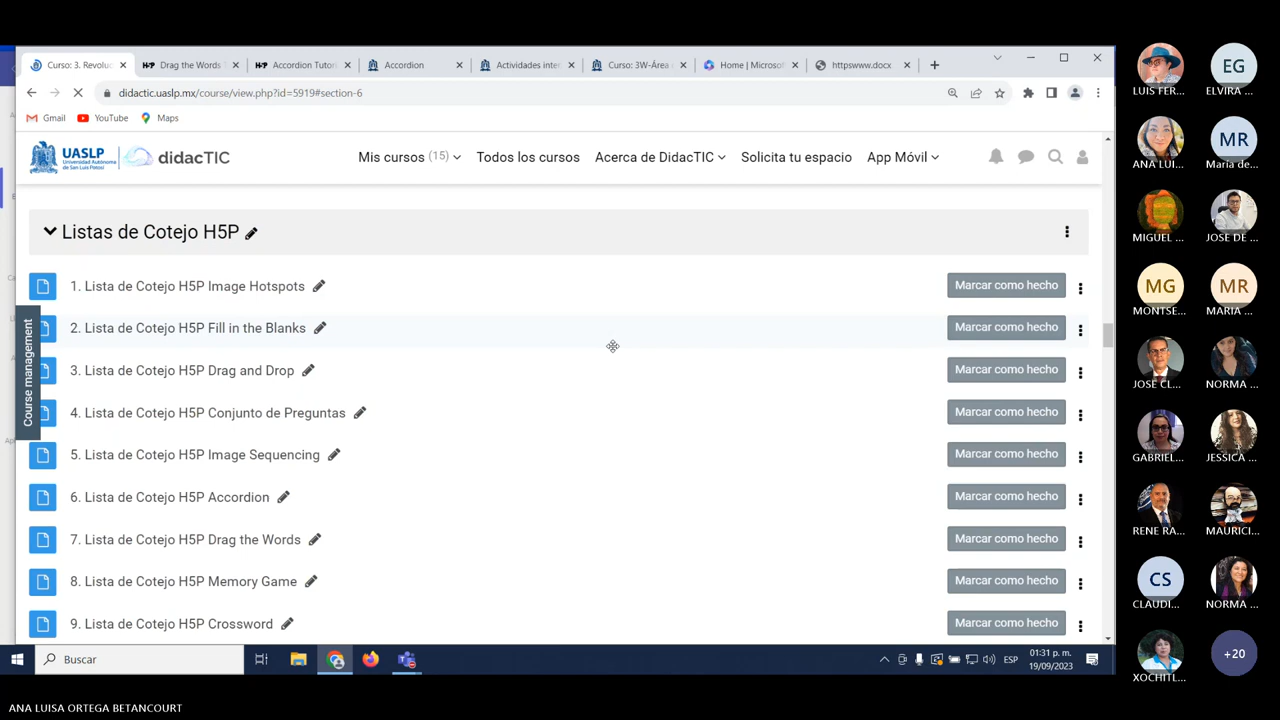 Curso: 3. Revoluc
Drag the Words T
Accordion Tutori
Accordion
Actividades inter
Curso: 3W-Área
Home | Microsof
httpswww.docx
didactic.uaslp.mx/course/view.php?id=5919#section-6
Gmail
YouTube
Maps
UASLP
Universidad Autónoma
de San Luis Potosí
didacTIC
Mis cursos (15)
Todos los cursos
Acerca de DidacTIC
Solicita tu espacio
App Móvil
Listas de Cotejo H5P
1. Lista de Cotejo H5P Image Hotspots
Marcar como hecho
2. Lista de Cotejo H5P Fill in the Blanks
Marcar como hecho
3. Lista de Cotejo H5P Drag and Drop
Marcar como hecho
4. Lista de Cotejo H5P Conjunto de Preguntas
Marcar como hecho
5. Lista de Cotejo H5P Image Sequencing
Marcar como hecho
6. Lista de Cotejo H5P Accordion
Marcar como hecho
7. Lista de Cotejo H5P Drag the Words
Marcar como hecho
8. Lista de Cotejo H5P Memory Game
Marcar como hecho
9. Lista de Cotejo H5P Crossword
Marcar como hecho
Course management
Buscar
ESP
01:31 p. m.
19/09/2023
LUIS FER...
EG
ELVIRA ...
ANA LUI...
MR
Maria de...
MIGUEL ...
JOSE DE ...
MG
MONTSE...
MR
MARIA ...
JOSE CL...
NORMA ...
GABRIEL...
JESSICA ...
RENE RA...
MAURICI...
CS
CLAUDI...
NORMA ...
XOCHITL...
+20
ANA LUISA ORTEGA BETANCOURT